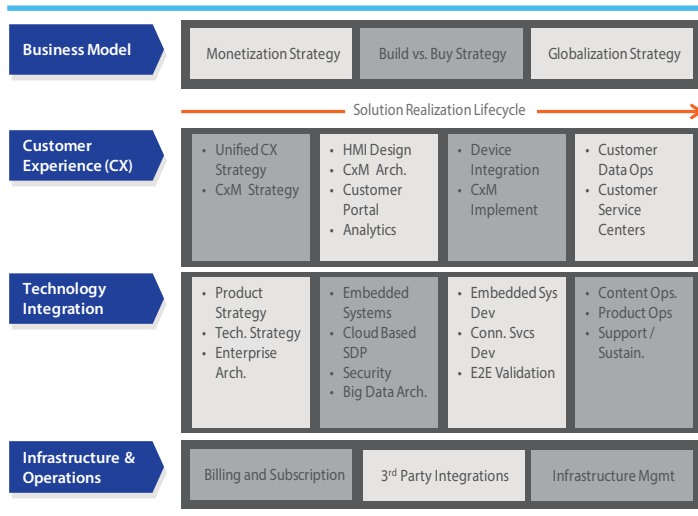 Business Model
Monetization Strategy
Build vs. Buy Strategy
Globalization Strategy
Solution Realization Lifecycle
Customer
Experience (CX)
• Unified CX
Strategy
• CxM Strategy
• HMI Design
• CxM Arch.
• Customer
Portal
• Analytics
• Device
Integration
• CxM
Implement
• Customer
Data Ops
• Customer
Service
Centers
Technology
Integration
• Product
Strategy
• Tech. Strategy
• Enterprise
Arch.
• Embedded
Systems
• Cloud Based
SDP
• Security
• Big Data Arch.
• Embedded Sys
Dev
• Conn. Svcs
Dev
• E2E Validation
• Content Ops.
• Product Ops
• Support /
Sustain.
Infrastructure &
Operations
Billing and Subscription
3rd Party Integrations
Infrastructure Mgmt